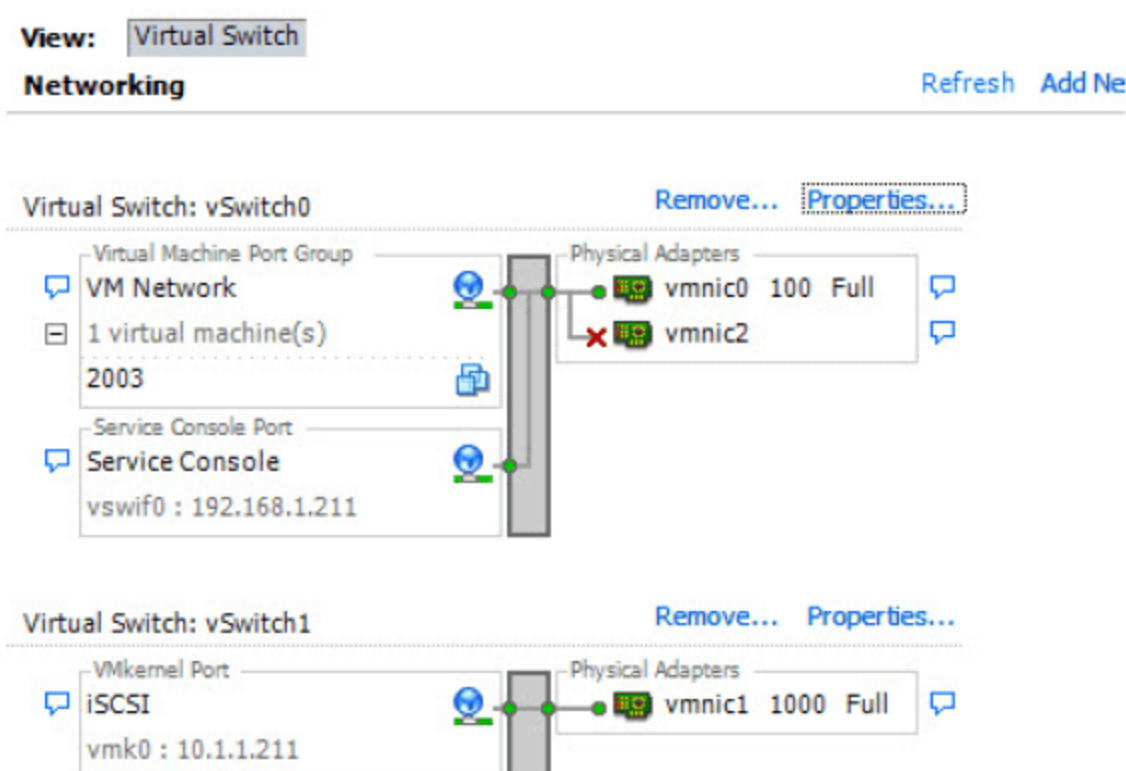 View: Virtual Switch
Networking Refresh Add Ne
Virtual Switch: vSwitch0 Remove... Properties...
Virtual Machine Port Group Physical Adapters
VM Network vmnic0 100 Full
1 virtual machine(s) vmnic2
2003
Service Console Port
Service Console
vswif0 : 192.168.1.211
Virtual Switch: vSwitch1 Remove... Properties...
VMkernel Port Physical Adapters
iSCSI vmnic1 1000 Full
vmk0 : 10.1.1.211